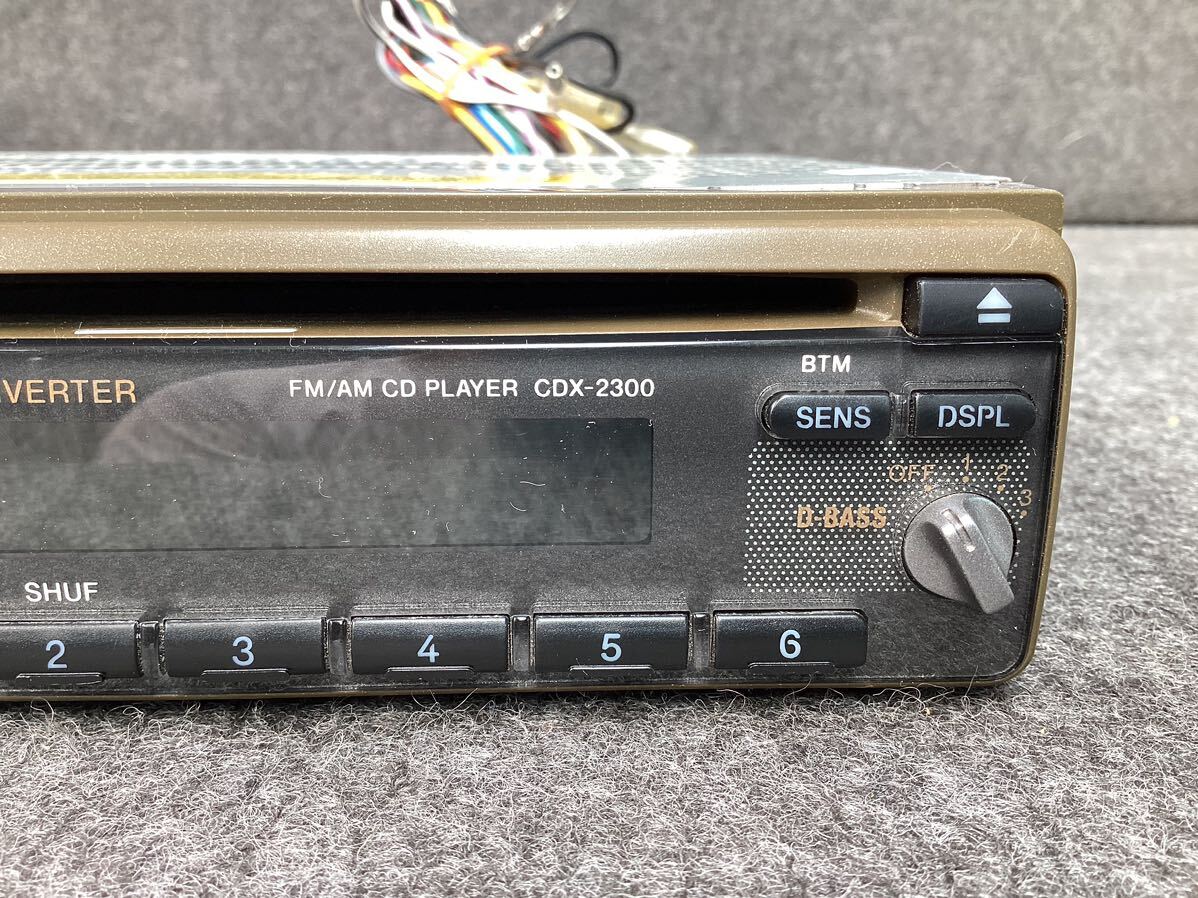 VERTER
FM/AM CD PLAYER CDX-2300
BTM
SENS
DSPL
OFF 1 2 3
D-BASS
SHUF
2 3 4 5 6